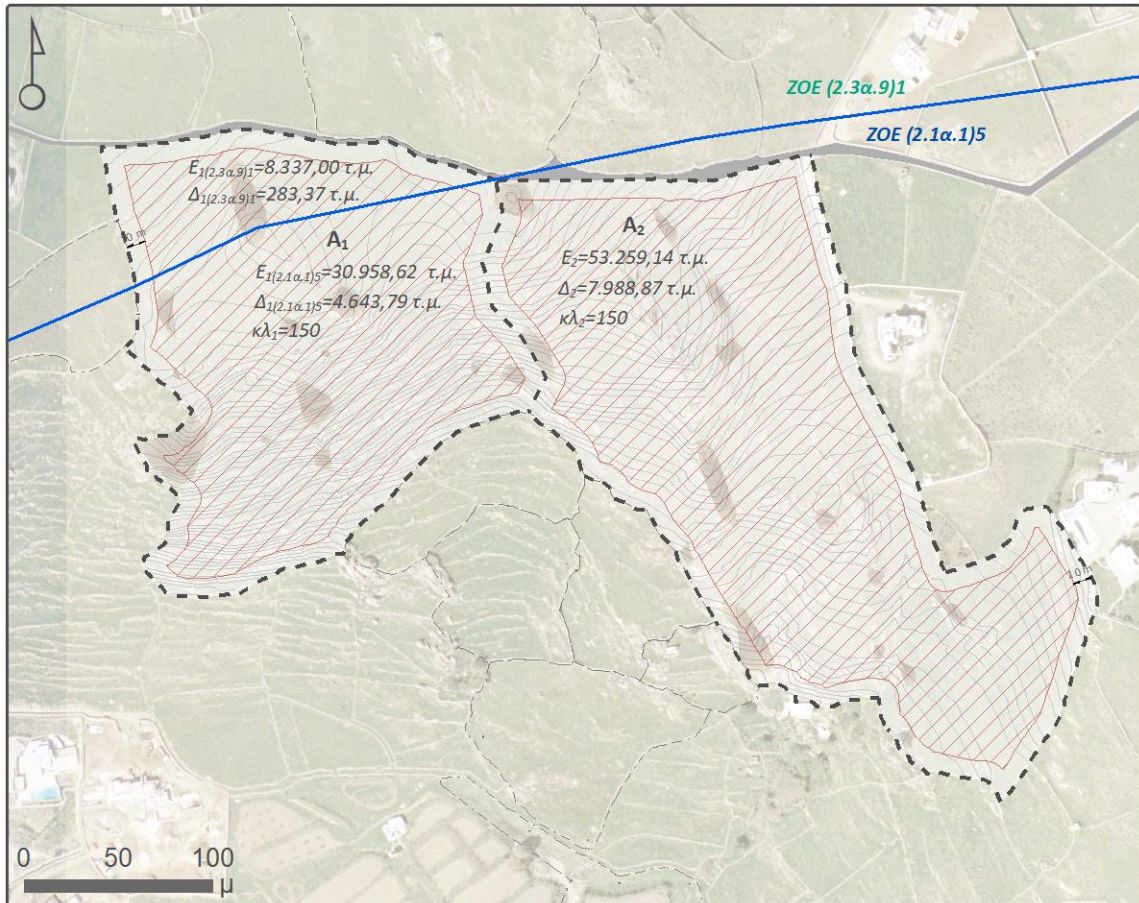 ΖΟΕ (2.3α.9)1
ΖΟΕ (2.1α.1)5
E1(2.3α.9)1=8.337,00 τ.μ.
Δ1(2.3α.9)1=283,37 τ.μ.
A1
E1(2.1α.1)5=30.958,62 τ.μ.
Δ1(2.1α.1)5=4.643,79 τ.μ.
κλ1=150
A2
E2=53.259,14 τ.μ.
Δ2=7.988,87 τ.μ.
κλ2=150
10 m
10 m
0 50 100
μ